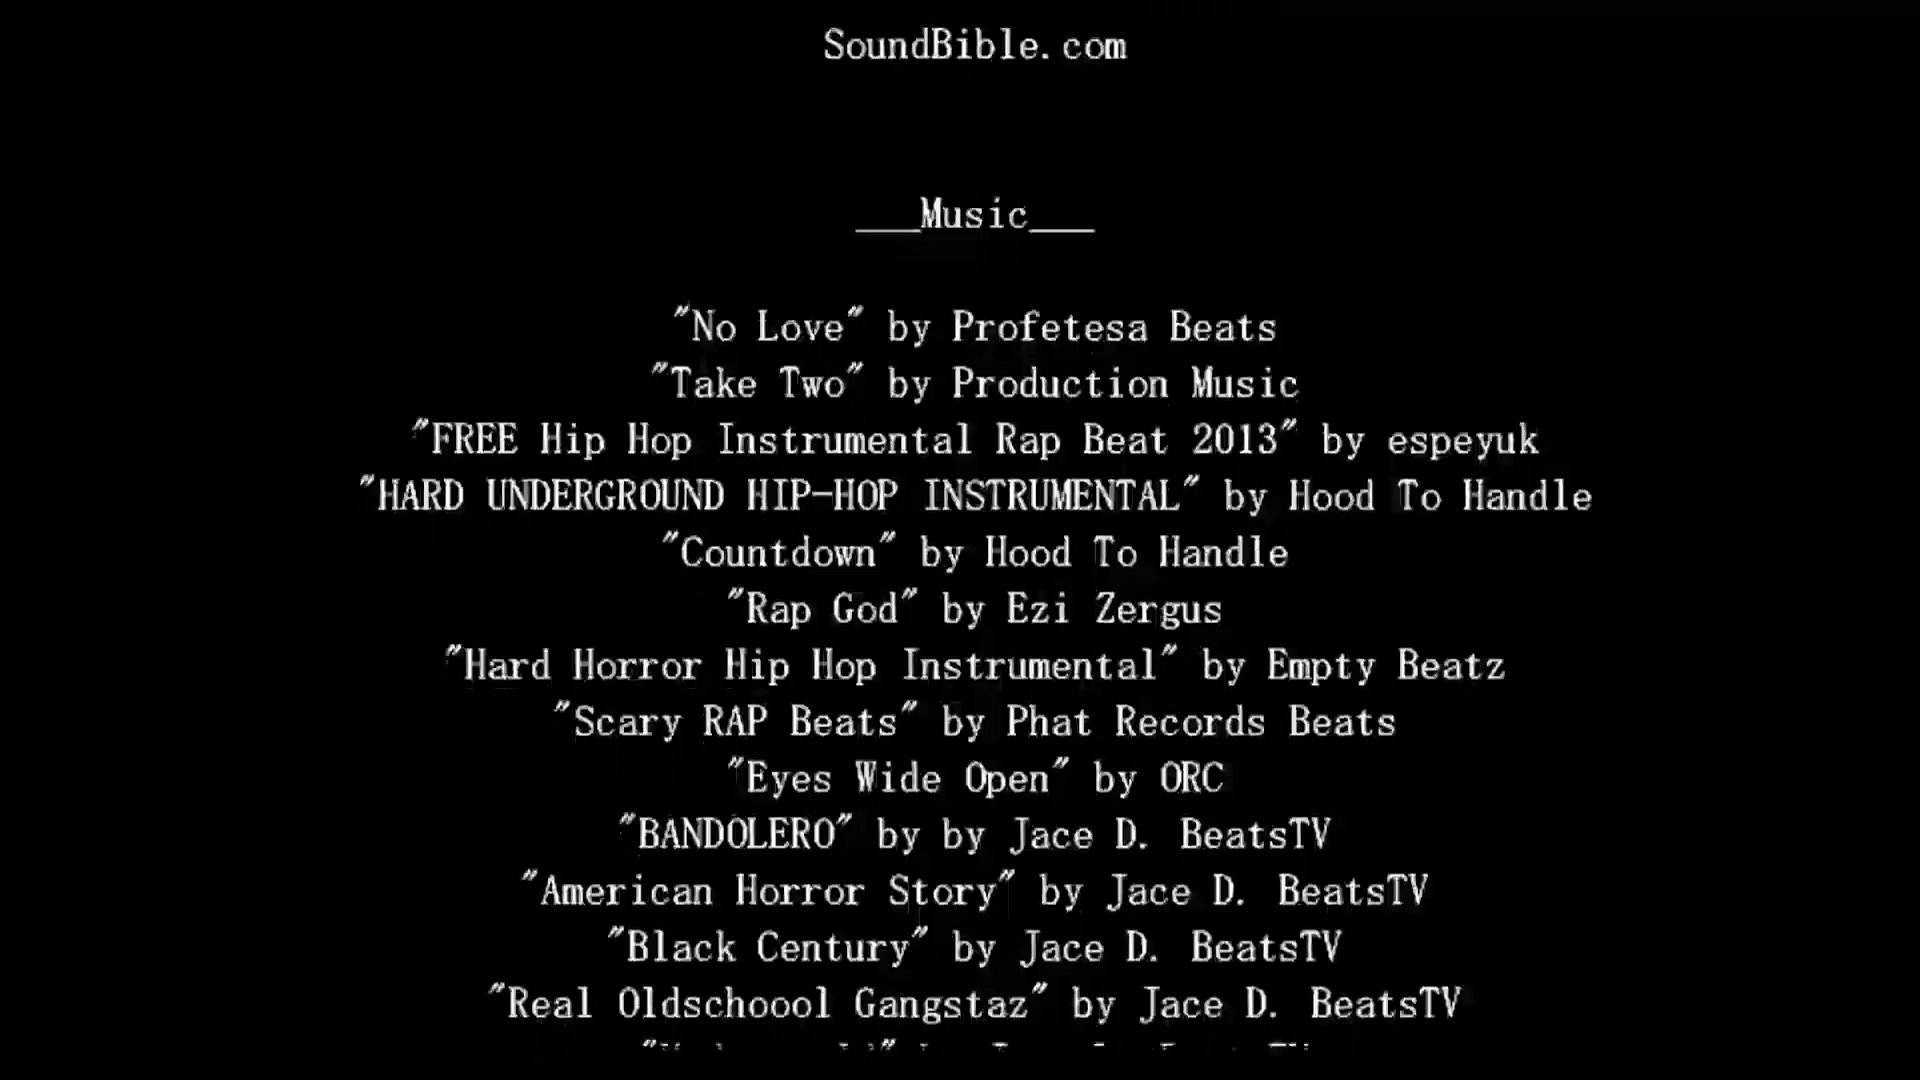 SoundBible.com
___Music___
"No Love" by Profetesa Beats
"Take Two" by Production Music
"FREE Hip Hop Instrumental Rap Beat 2013" by espeyuk
"HARD UNDERGROUND HIP-HOP INSTRUMENTAL" by Hood To Handle
"Countdown" by Hood To Handle
"Rap God" by Ezi Zergus
"Hard Horror Hip Hop Instrumental" by Empty Beatz
"Scary RAP Beats" by Phat Records Beats
"Eyes Wide Open" by ORC
"BANDOLERO" by by Jace D. BeatsTV
"American Horror Story" by Jace D. BeatsTV
"Black Century" by Jace D. BeatsTV
"Real Oldschoool Gangstaz" by Jace D. BeatsTV